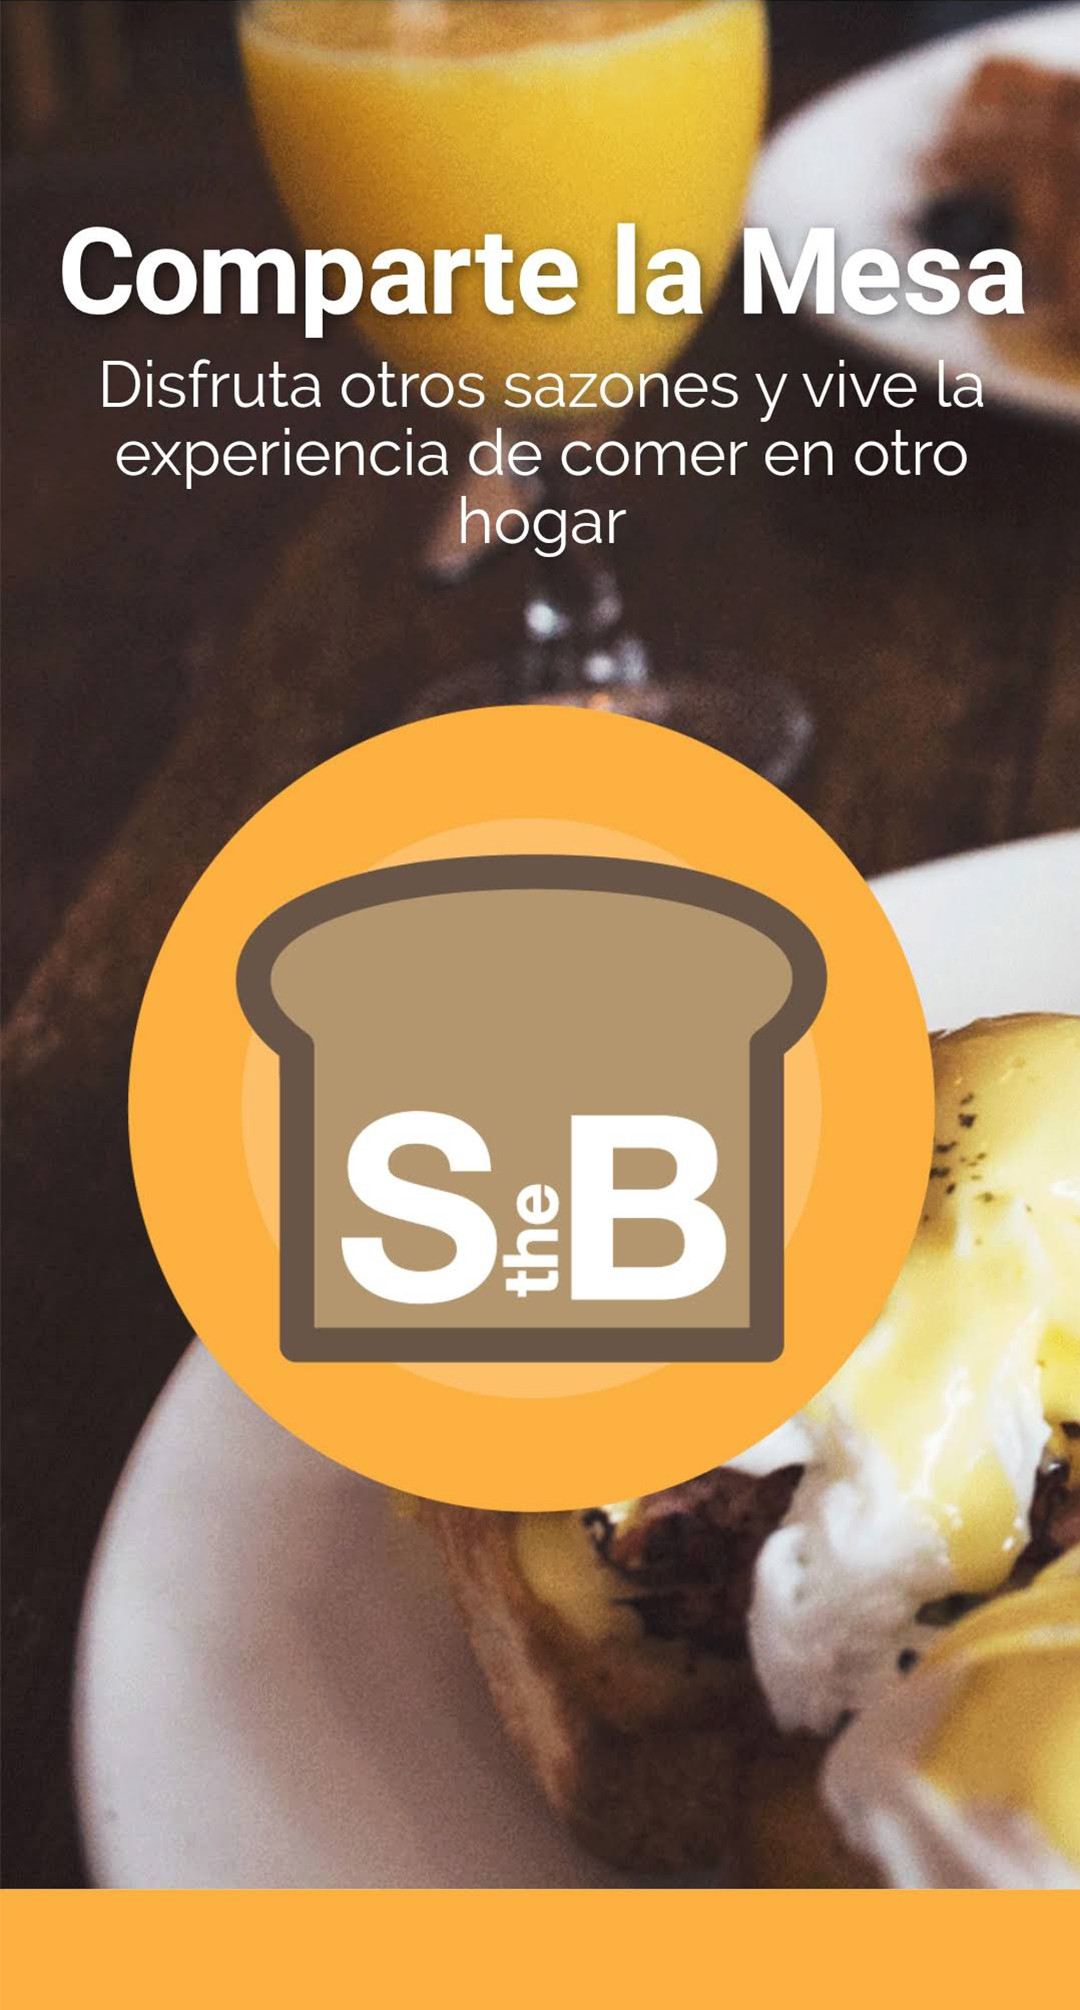 Comparte la Mesa
Disfruta otros sazones y vive la
experiencia de comer en otro
hogar
S the B